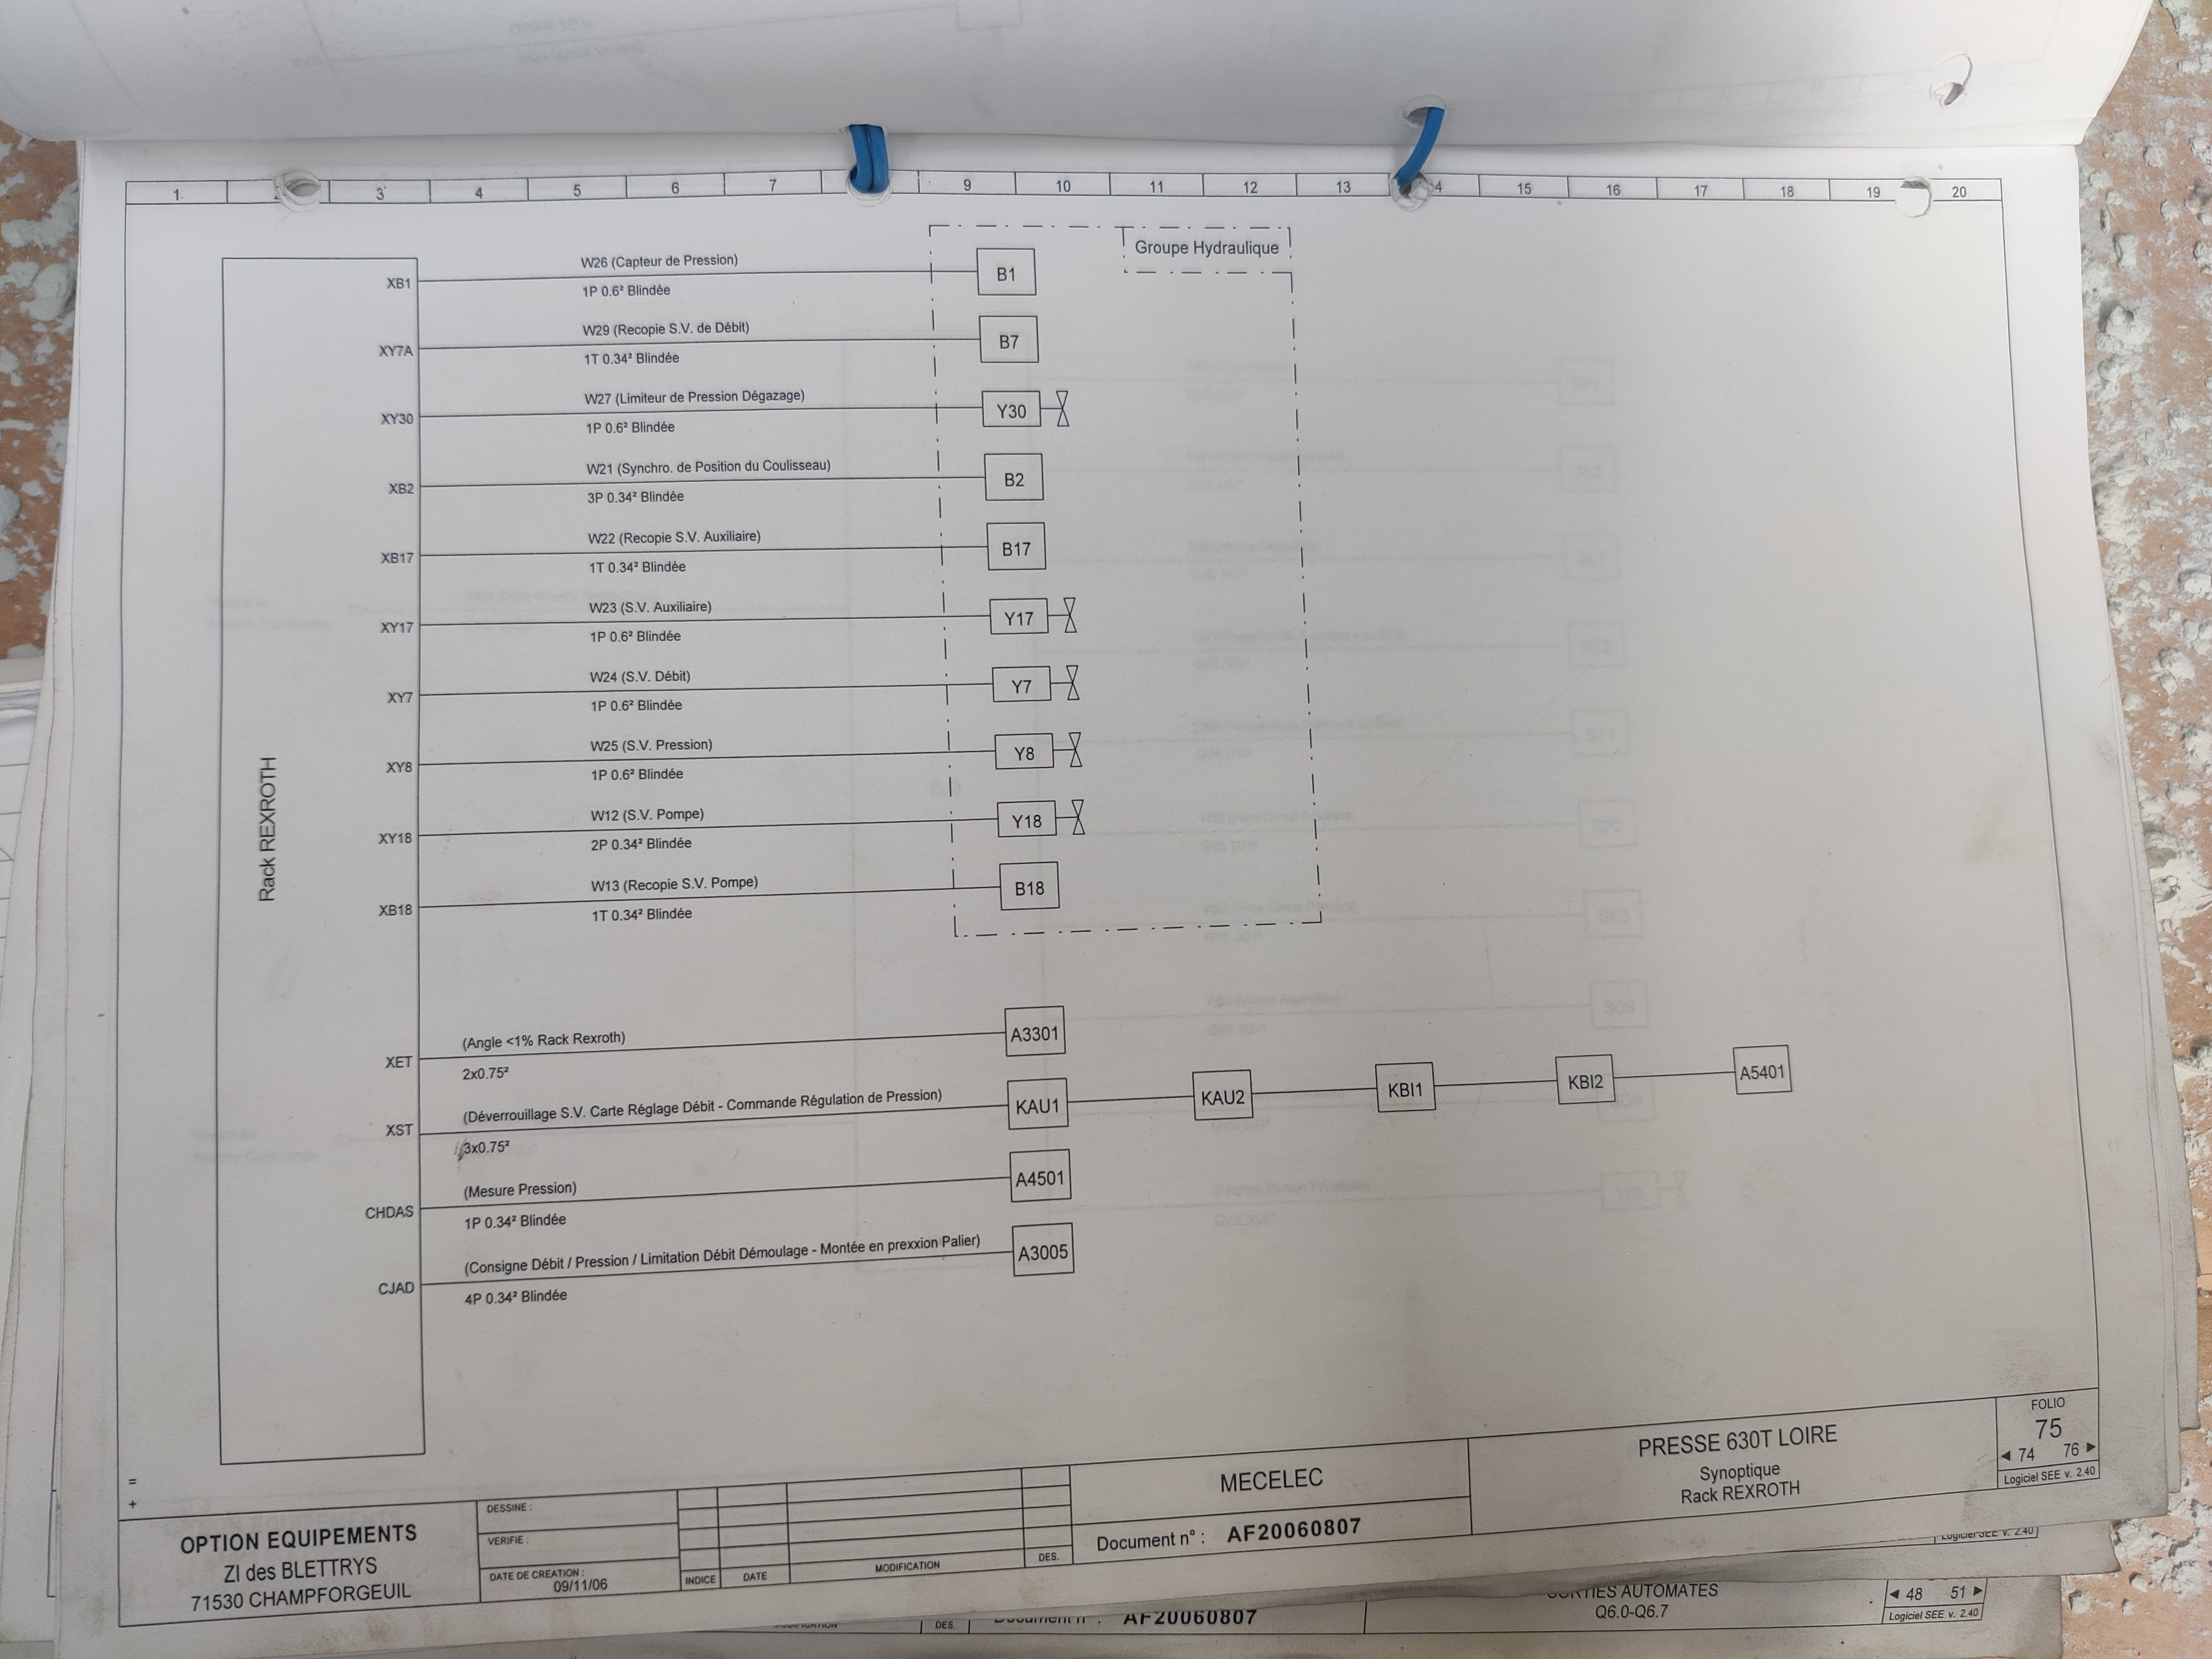 1 3 4 5 6 7 9 10 11 12 13 4 15 16 17 18 19 20
Groupe Hydraulique
Rack REXROTH
XB1 W26 (Capteur de Pression) B1
1P 0.6² Blindée
XY7A W29 (Recopie S.V. de Débit) B7
1T 0.34² Blindée
XY30 W27 (Limiteur de Pression Dégazage) Y30
1P 0.6² Blindée
XB2 W21 (Synchro. de Position du Coulisseau) B2
3P 0.34² Blindée
XB17 W22 (Recopie S.V. Auxiliaire) B17
1T 0.34² Blindée
XY17 W23 (S.V. Auxiliaire) Y17
1P 0.6² Blindée
XY7 W24 (S.V. Débit) Y7
1P 0.6² Blindée
XY8 W25 (S.V. Pression) Y8
1P 0.6² Blindée
XY18 W12 (S.V. Pompe) Y18
2P 0.34² Blindée
XB18 W13 (Recopie S.V. Pompe) B18
1T 0.34² Blindée
XET (Angle <1% Rack Rexroth) A3301
2x0.75²
XST (Déverrouillage S.V. Carte Réglage Débit - Commande Régulation de Pression) KAU1 KAU2 KBI1 KBI2 A5401
3x0.75²
CHDAS (Mesure Pression) A4501
1P 0.34² Blindée
CJAD (Consigne Débit / Pression / Limitation Débit Démoulage - Montée en prexxion Palier) A3005
4P 0.34² Blindée
=
+
OPTION EQUIPEMENTS
ZI des BLETTRYS
71530 CHAMPFORGEUIL
DESSINE :
VERIFIE :
DATE DE CREATION :
09/11/06
INDICE DATE MODIFICATION DES.
MECELEC
Document n° : AF20060807
PRESSE 630T LOIRE
Synoptique
Rack REXROTH
FOLIO
75
◄ 74 76 ►
Logiciel SEE v. 2.40
Logiciel SEE v. 2.40
DES. Document n° : AF20060807
SORTIES AUTOMATES
Q6.0-Q6.7
◄ 48 51 ►
Logiciel SEE v. 2.40